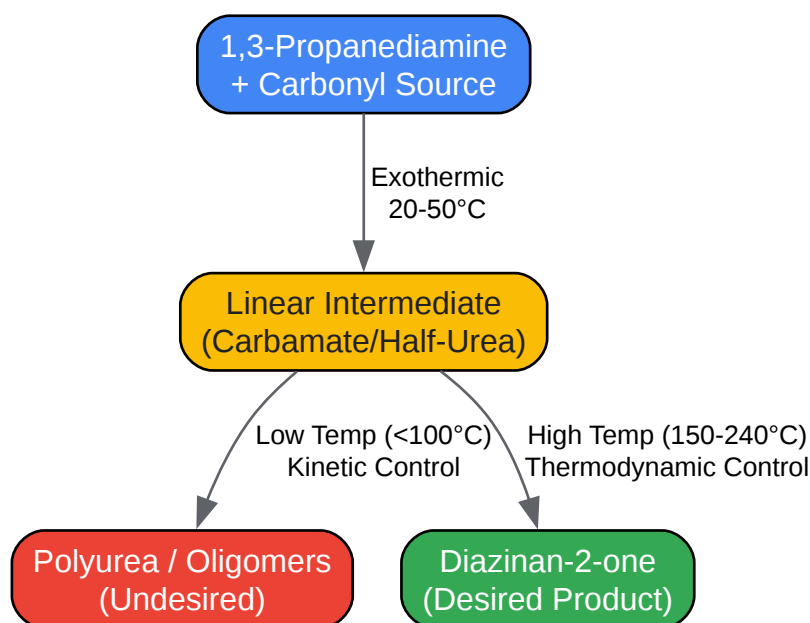 1,3-Propanediamine
+ Carbonyl Source
Exothermic
20-50°C
Linear Intermediate
(Carbamate/Half-Urea)
Low Temp (<100°C)
Kinetic Control
High Temp (150-240°C)
Thermodynamic Control
Polyurea / Oligomers
(Undesired)
Diazinan-2-one
(Desired Product)